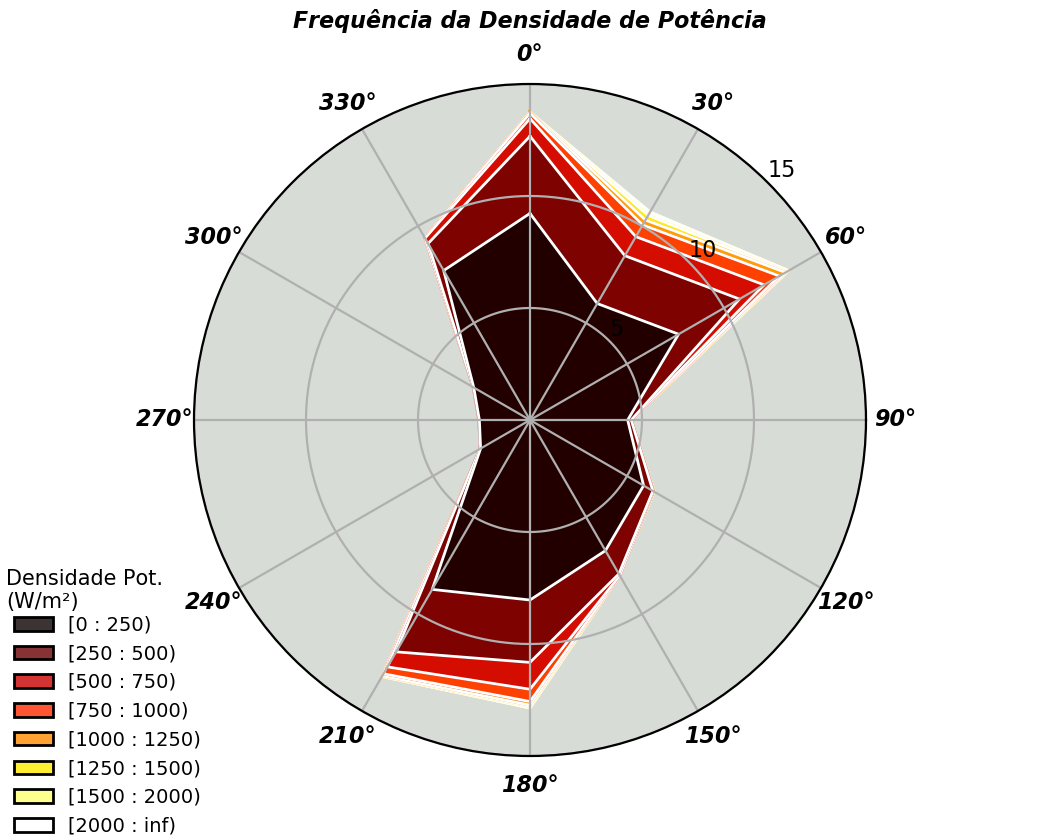 Frequência da Densidade de Potência
0°
30°
60°
90°
120°
150°
180°
210°
240°
270°
300°
330°
5
10
15
Densidade Pot.
(W/m²)
[0 : 250)
[250 : 500)
[500 : 750)
[750 : 1000)
[1000 : 1250)
[1250 : 1500)
[1500 : 2000)
[2000 : inf)